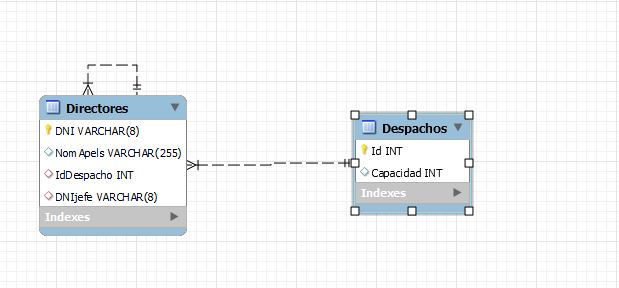 Directores
DNI VARCHAR(8)
NomApels VARCHAR(255)
IdDespacho INT
DNIjefe VARCHAR(8)
Indexes
Despachos
Id INT
Capacidad INT
Indexes